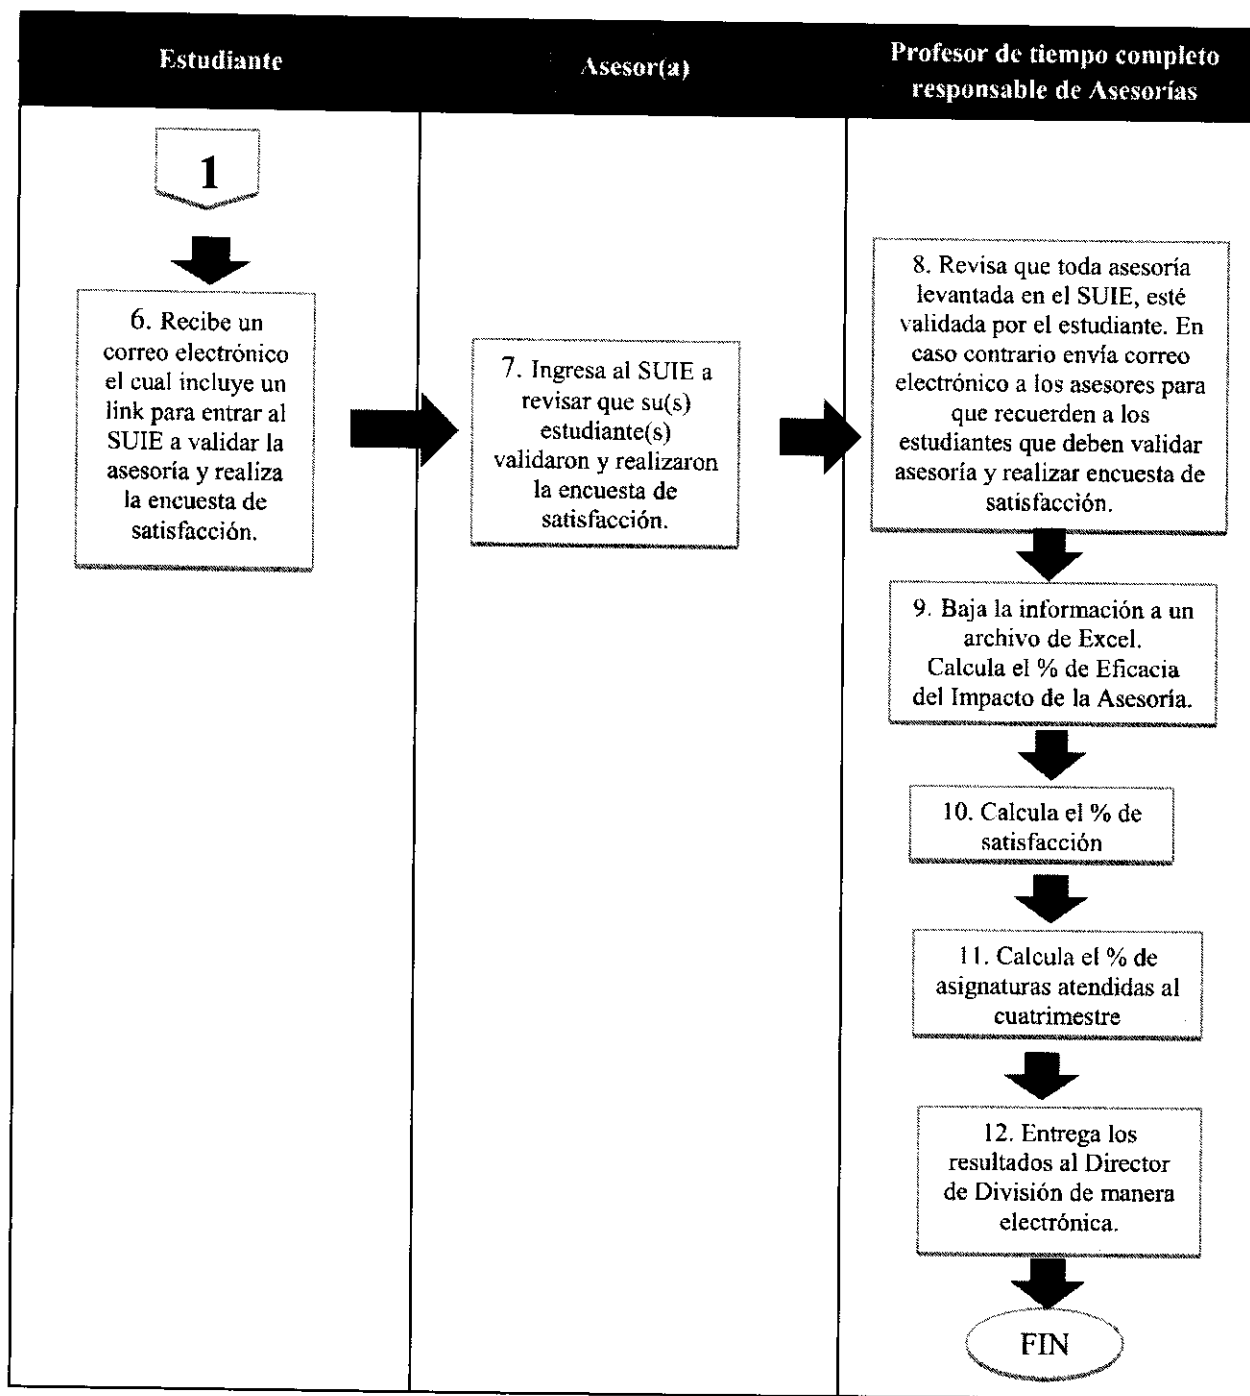 Estudiante
Asesor(a)
Profesor de tiempo completo
responsable de Asesorías
1
6. Recibe un
correo electrónico
el cual incluye un
link para entrar al
SUIE a validar la
asesoría y realiza
la encuesta de
satisfacción.
7. Ingresa al SUIE a
revisar que su(s)
estudiante(s)
validaron y realizaron
la encuesta de
satisfacción.
8. Revisa que toda asesoría
levantada en el SUIE, esté
validada por el estudiante. En
caso contrario envía correo
electrónico a los asesores para
que recuerden a los
estudiantes que deben validar
asesoría y realizar encuesta de
satisfacción.
9. Baja la información a un
archivo de Excel.
Calcula el % de Eficacia
del Impacto de la Asesoría.
10. Calcula el % de
satisfacción
11. Calcula el % de
asignaturas atendidas al
cuatrimestre
12. Entrega los
resultados al Director
de División de manera
electrónica.
FIN